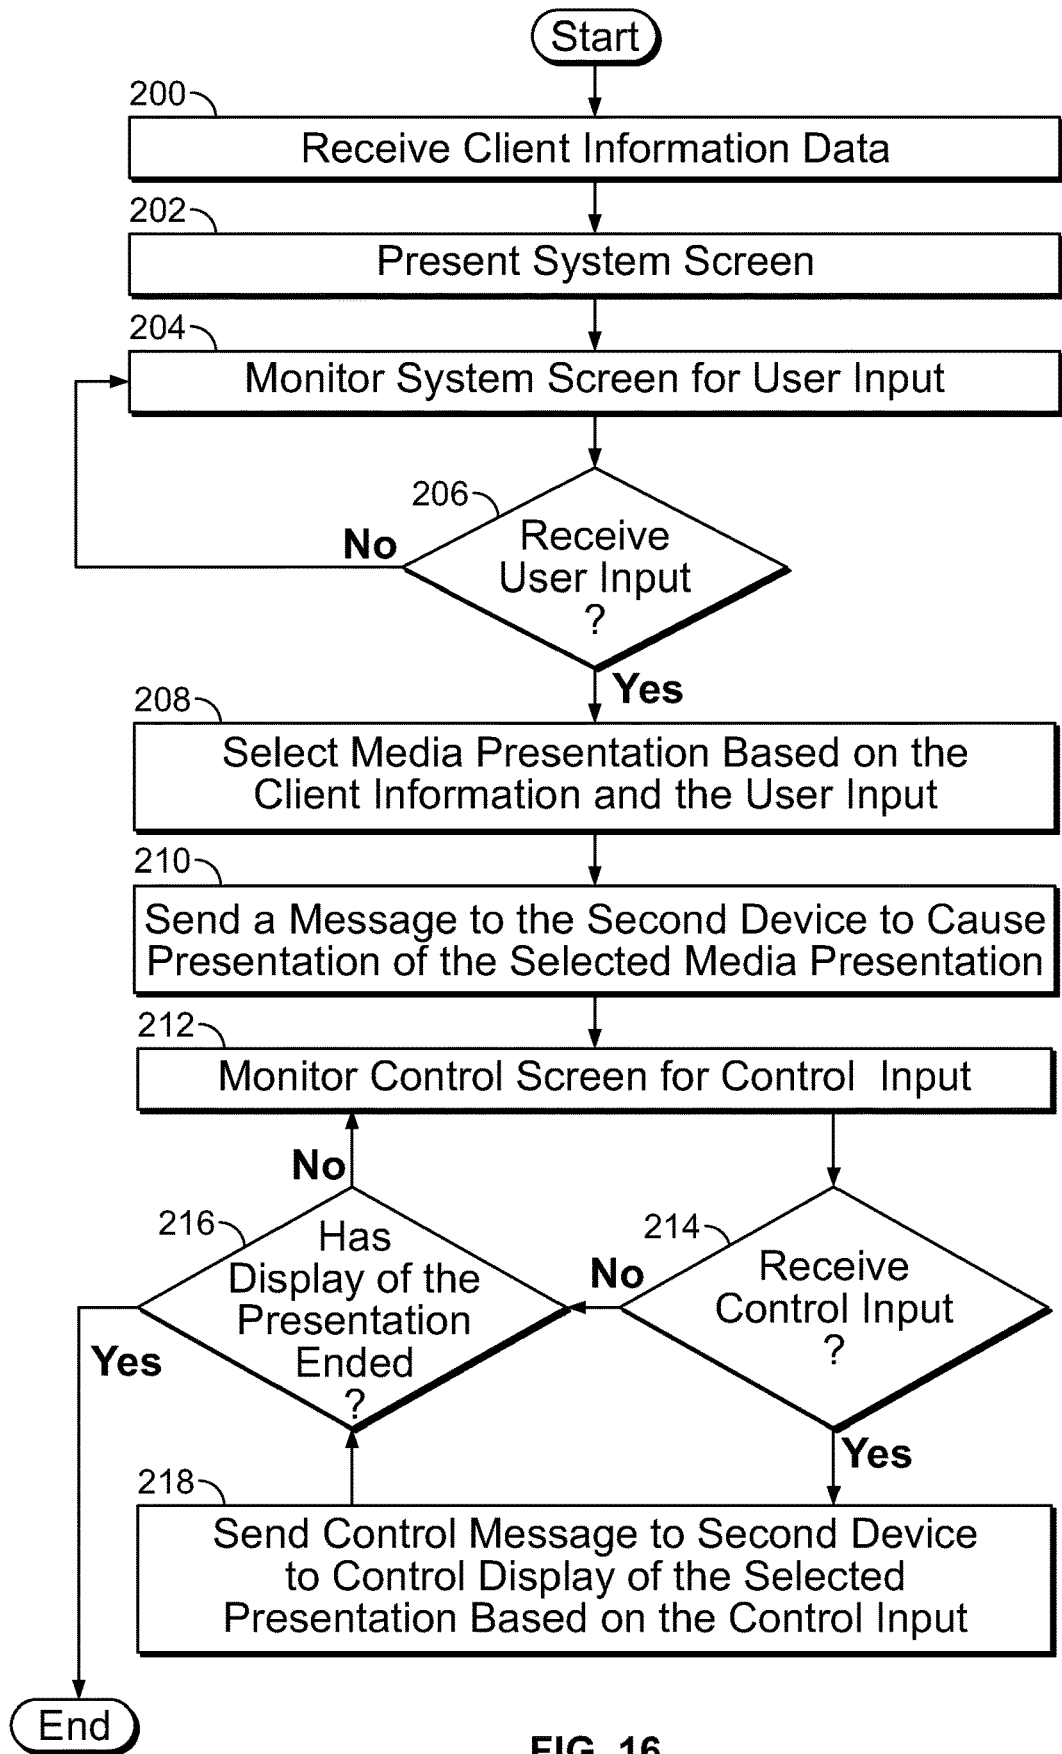 Start
200
Receive Client Information Data
202
Present System Screen
204
Monitor System Screen for User Input
206
Receive
User Input
?
No
Yes
208
Select Media Presentation Based on the
Client Information and the User Input
210
Send a Message to the Second Device to Cause
Presentation of the Selected Media Presentation
212
Monitor Control Screen for Control Input
No
216
Has
Display of the
Presentation
Ended
?
Yes
214
Receive
Control Input
?
No
Yes
218
Send Control Message to Second Device
to Control Display of the Selected
Presentation Based on the Control Input
End
FIG. 16